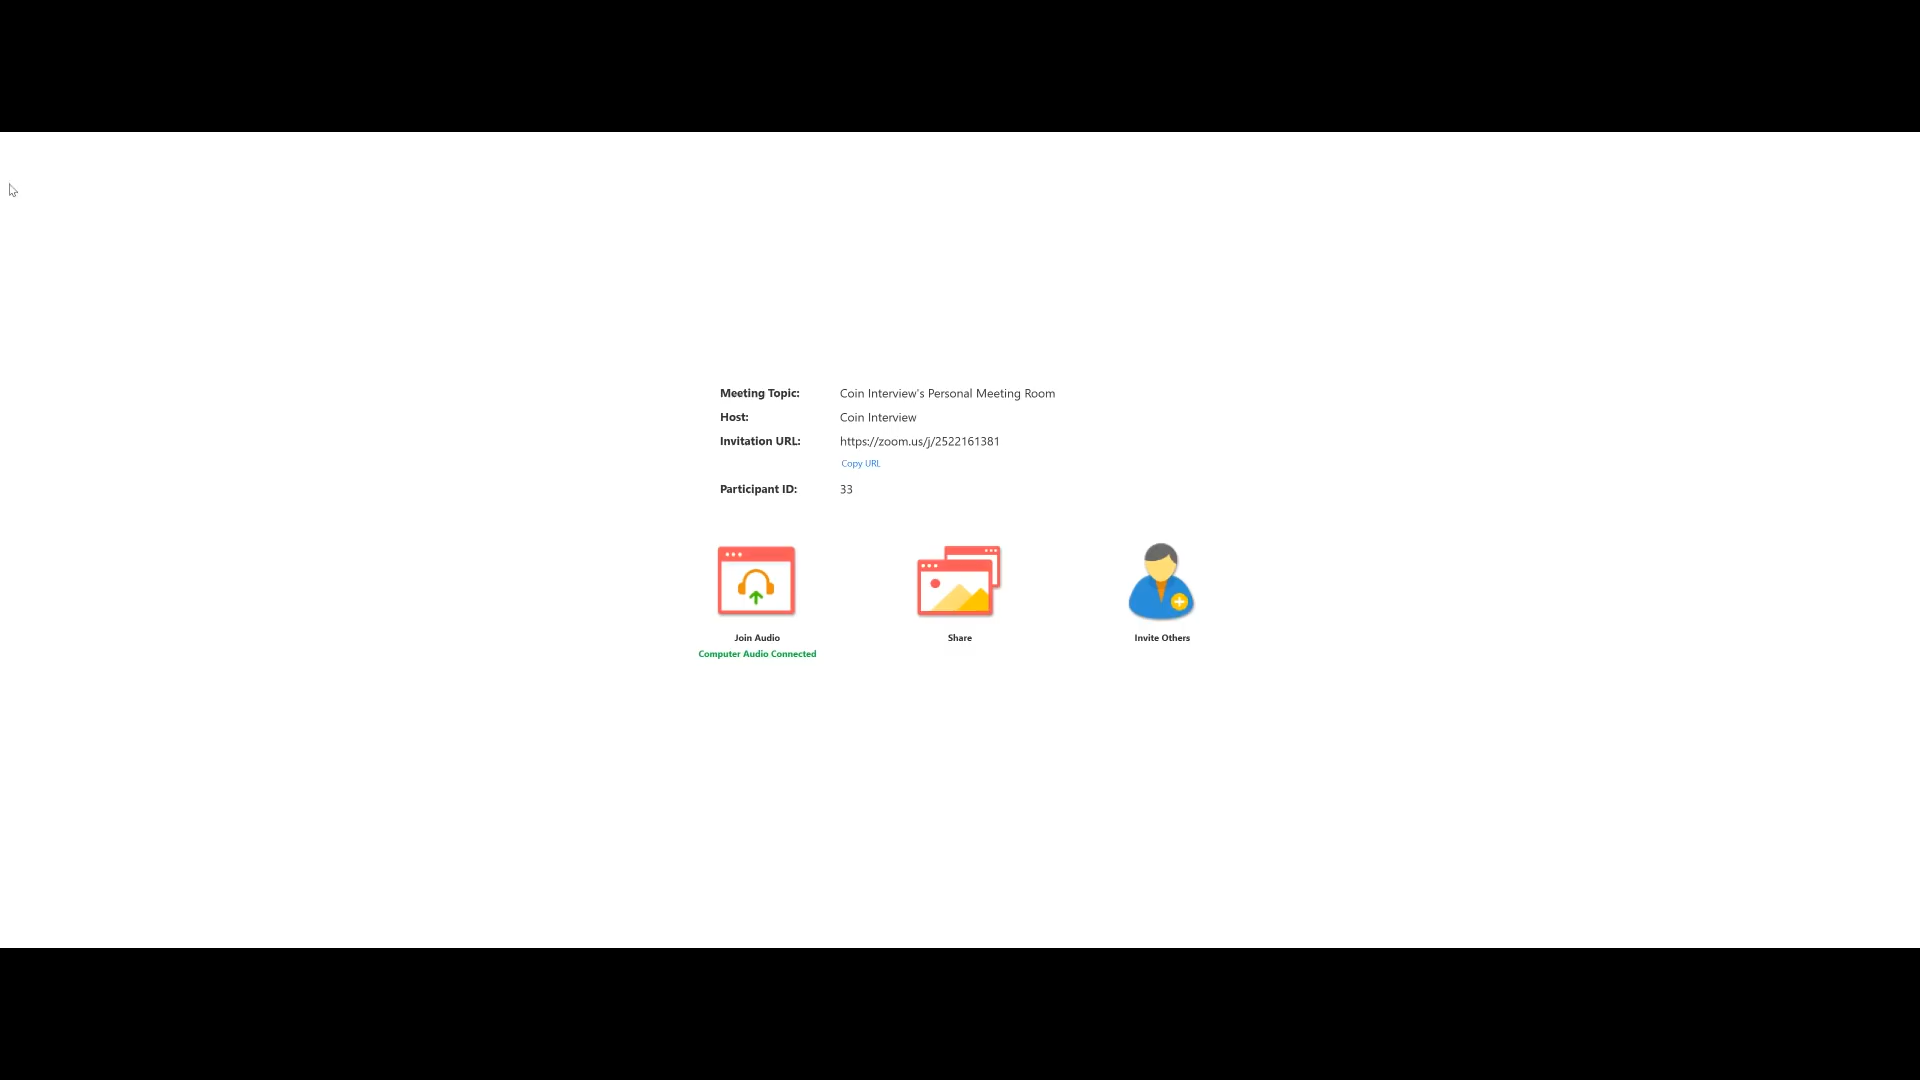 Meeting Topic: Coin Interview's Personal Meeting Room
Host: Coin Interview
Invitation URL: https://zoom.us/j/2522161381
Copy URL
Participant ID: 33
Join Audio Share Invite Others
Computer Audio Connected